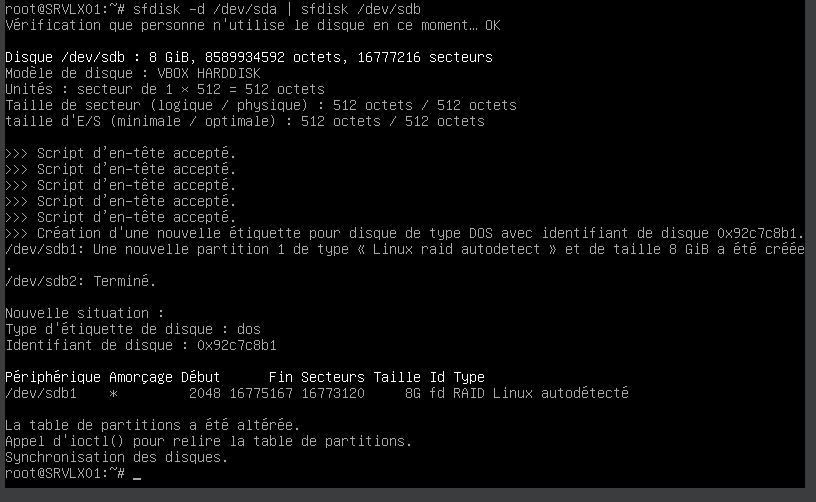 root@SRVLX01:~# sfdisk -d /dev/sda | sfdisk /dev/sdb
Vérification que personne n'utilise le disque en ce moment… OK
Disque /dev/sdb : 8 GiB, 8589934592 octets, 16777216 secteurs
Modèle de disque : VBOX HARDDISK
Unités : secteur de 1 × 512 = 512 octets
Taille de secteur (logique / physique) : 512 octets / 512 octets
taille d'E/S (minimale / optimale) : 512 octets / 512 octets
>>> Script d’en-tête accepté.
>>> Script d’en-tête accepté.
>>> Script d’en-tête accepté.
>>> Script d’en-tête accepté.
>>> Script d’en-tête accepté.
>>> Création d'une nouvelle étiquette pour disque de type DOS avec identifiant de disque 0x92c7c8b1.
/dev/sdb1: Une nouvelle partition 1 de type « Linux raid autodetect » et de taille 8 GiB a été créée
.
/dev/sdb2: Terminé.
Nouvelle situation :
Type d'étiquette de disque : dos
Identifiant de disque : 0x92c7c8b1
Périphérique Amorçage Début      Fin Secteurs Taille Id Type
/dev/sdb1    *         2048 16775167 16773120     8G fd RAID Linux autodétecté
La table de partitions a été altérée.
Appel d'ioctl() pour relire la table de partitions.
Synchronisation des disques.
root@SRVLX01:~# _